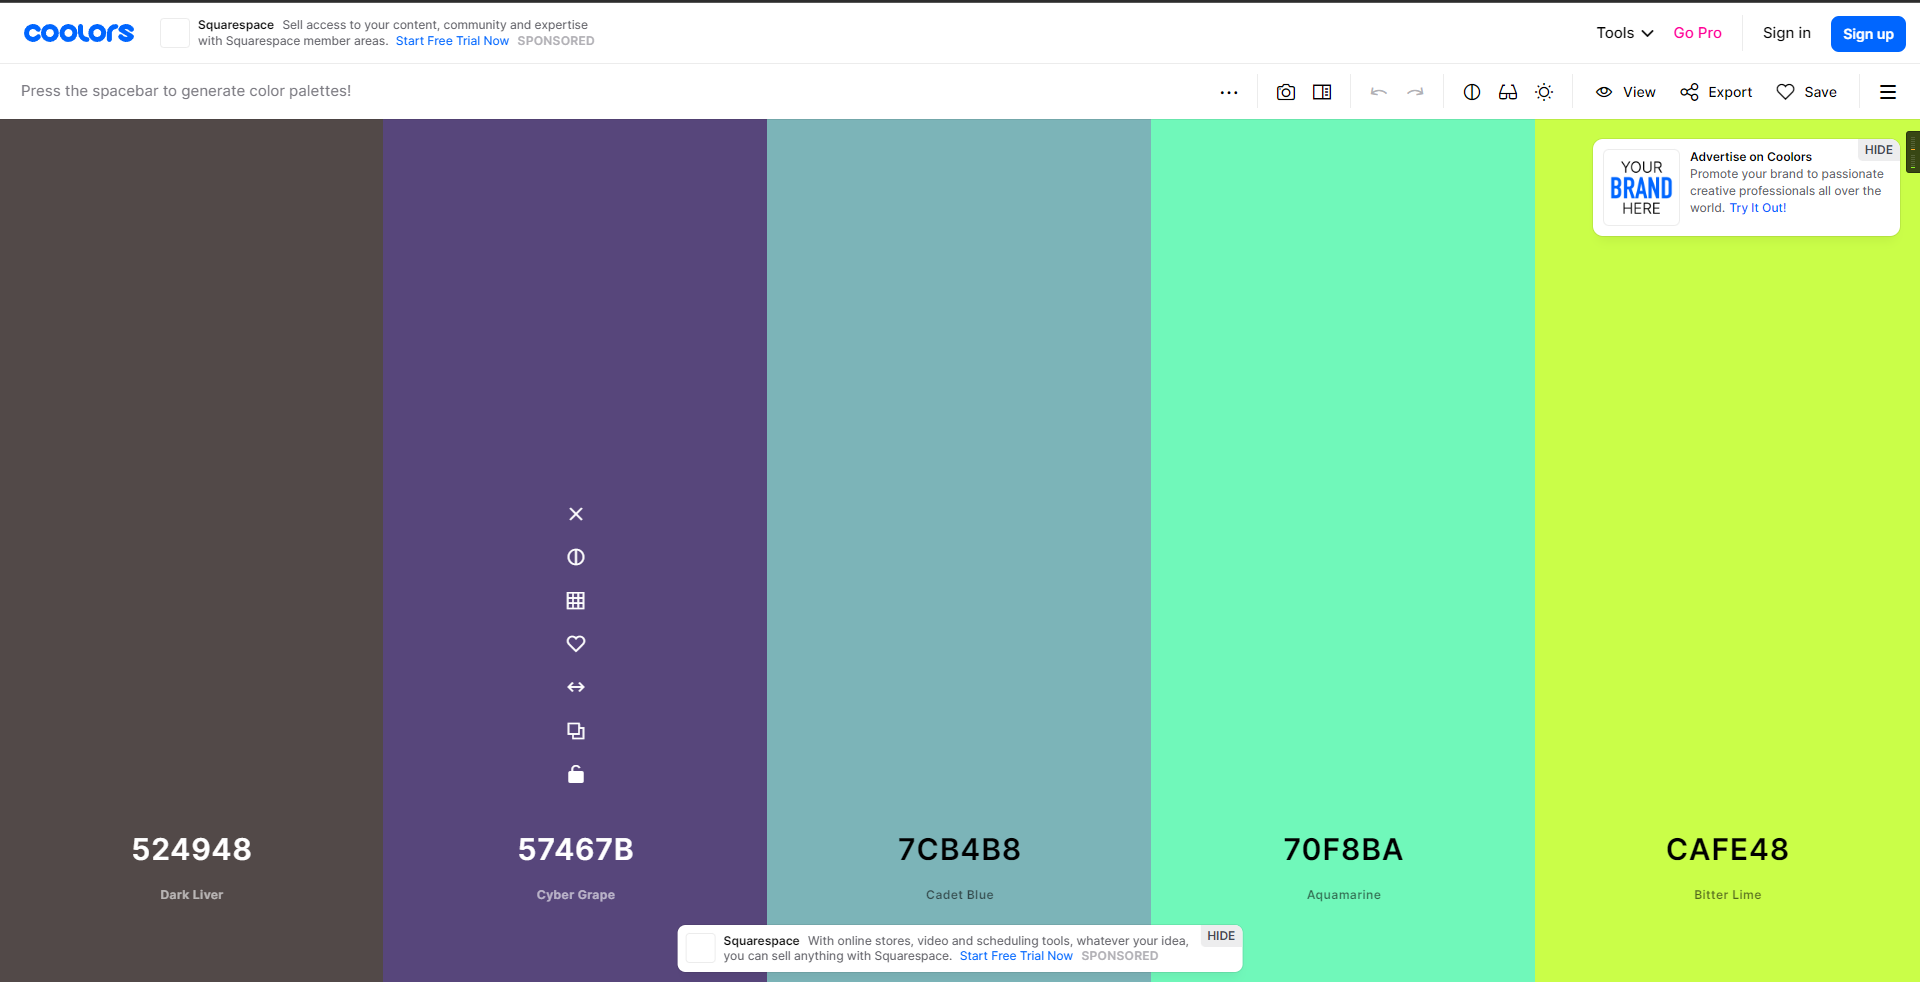 coolors
Squarespace Sell access to your content, community and expertise
with Squarespace member areas. Start Free Trial Now SPONSORED
Tools
Go Pro
Sign in
Sign up
Press the spacebar to generate color palettes!
View
Export
Save
YOUR
BRAND
HERE
Advertise on Coolors
HIDE
Promote your brand to passionate
creative professionals all over the
world. Try It Out!
524948
Dark Liver
57467B
Cyber Grape
7CB4B8
Cadet Blue
70F8BA
Aquamarine
CAFE48
Bitter Lime
Squarespace With online stores, video and scheduling tools, whatever your idea,
you can sell anything with Squarespace. Start Free Trial Now SPONSORED
HIDE